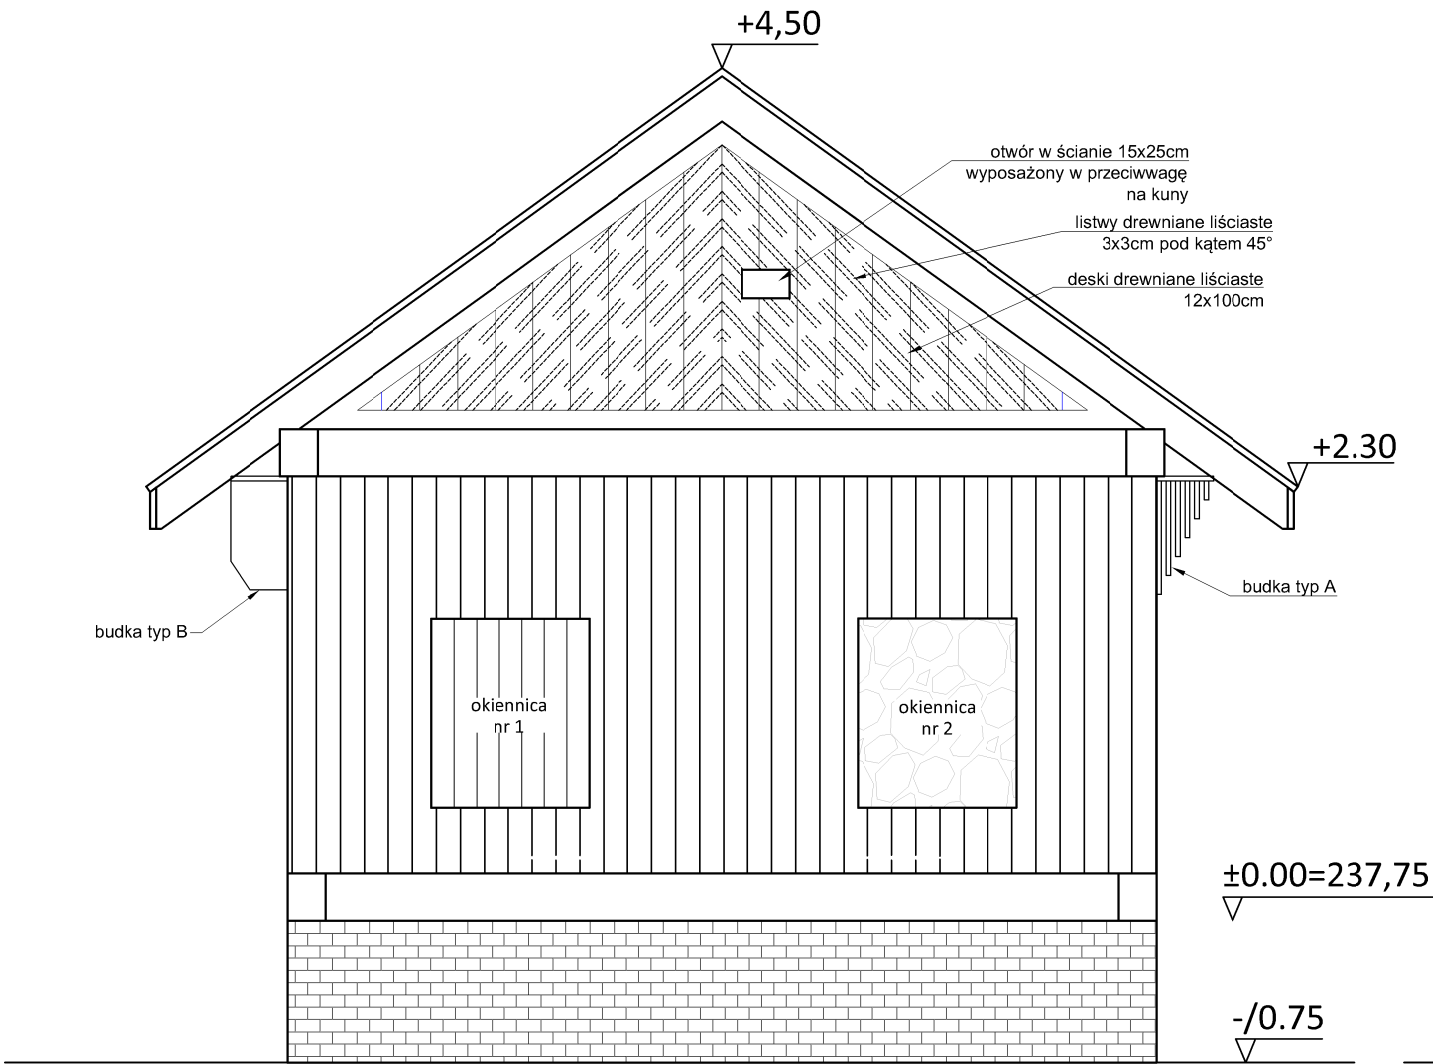 +4,50
otwór w ścianie 15x25cm
wyposażony w przeciwwagę
na kuny
listwy drewniane liściaste
3x3cm pod kątem 45°
deski drewniane liściaste
12x100cm
+2.30
budka typ A
budka typ B
okiennica
nr 1
okiennica
nr 2
±0.00=237,75
-/0.75